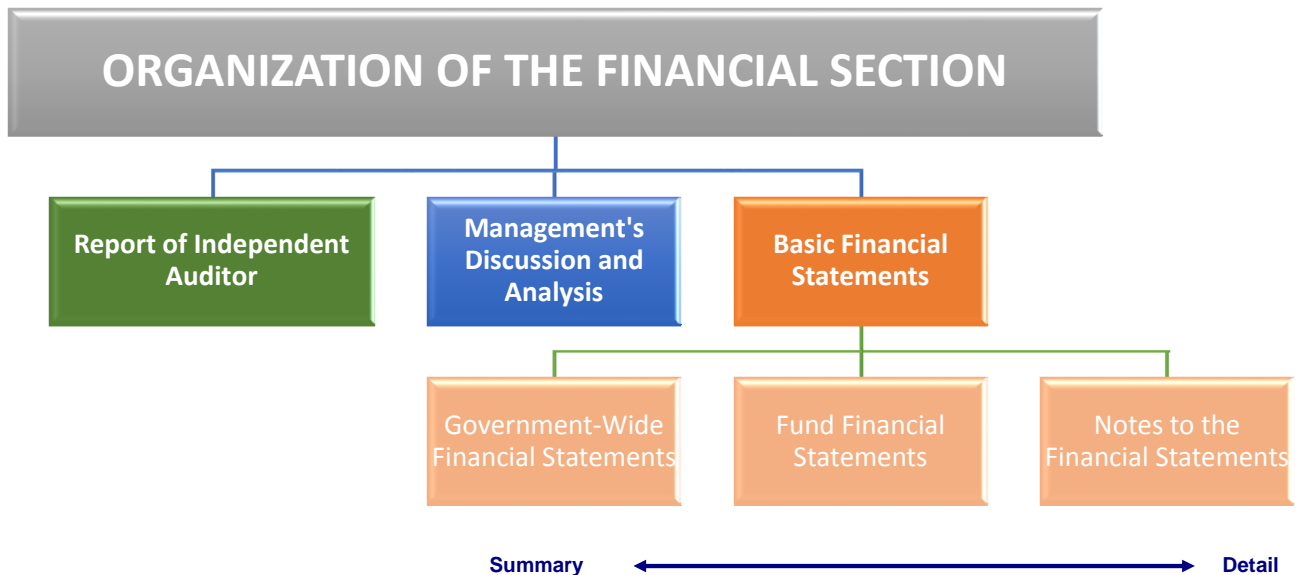 ORGANIZATION OF THE FINANCIAL SECTION
Report of Independent
Auditor
Management's
Discussion and
Analysis
Basic Financial
Statements
Government-Wide
Financial Statements
Fund Financial
Statements
Notes to the
Financial Statements
Summary
Detail